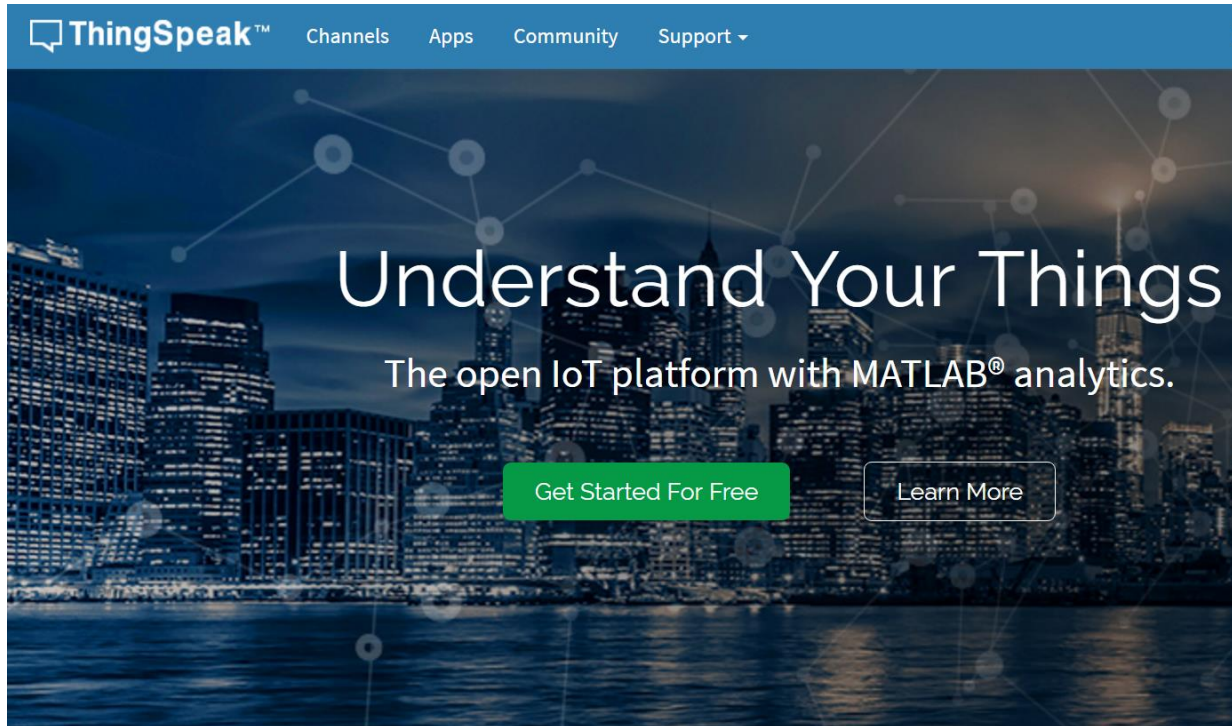 ThingSpeak™ Channels Apps Community Support
Understand Your Things
The open IoT platform with MATLAB® analytics.
Get Started For Free Learn More